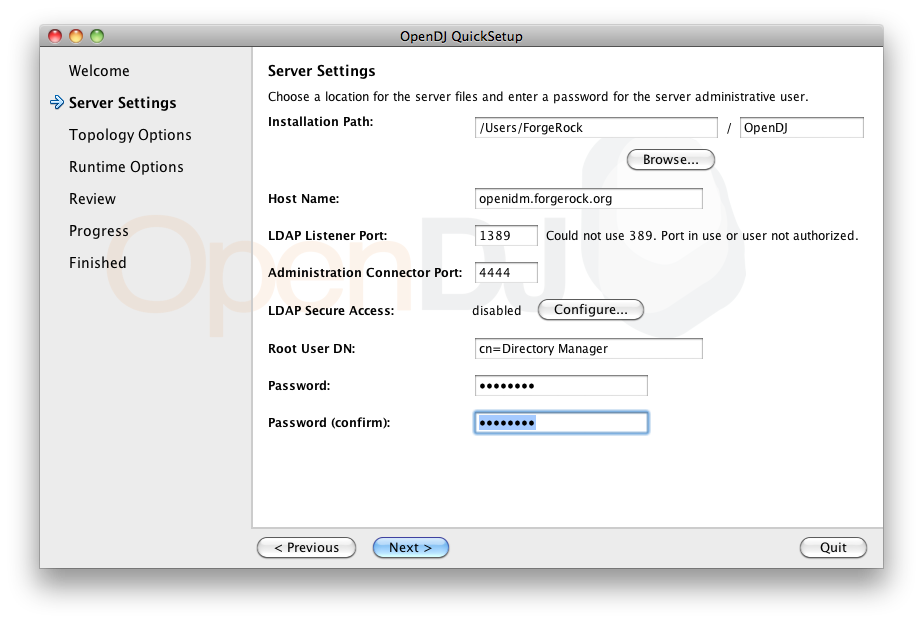 OpenDJ QuickSetup
Welcome
Server Settings
Topology Options
Runtime Options
Review
Progress
Finished
OpenDJ
Server Settings
Choose a location for the server files and enter a password for the server administrative user.
Installation Path: /Users/ForgeRock / OpenDJ
Browse...
Host Name: openidm.forgerock.org
LDAP Listener Port: 1389 Could not use 389. Port in use or user not authorized.
Administration Connector Port: 4444
LDAP Secure Access: disabled Configure...
Root User DN: cn=Directory Manager
Password: ••••••••
Password (confirm): ••••••••
< Previous Next > Quit